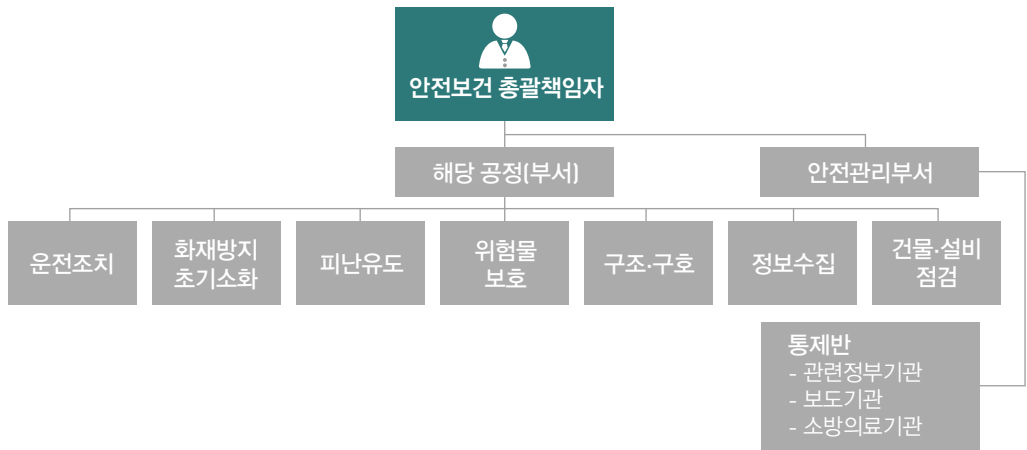 안전보건 총괄책임자
해당 공정(부서)
안전관리부서
운전조치
화재방지
초기소화
피난유도
위험물
보호
구조·구호
정보수집
건물·설비
점검
통제반
- 관련정부기관
- 보도기관
- 소방의료기관